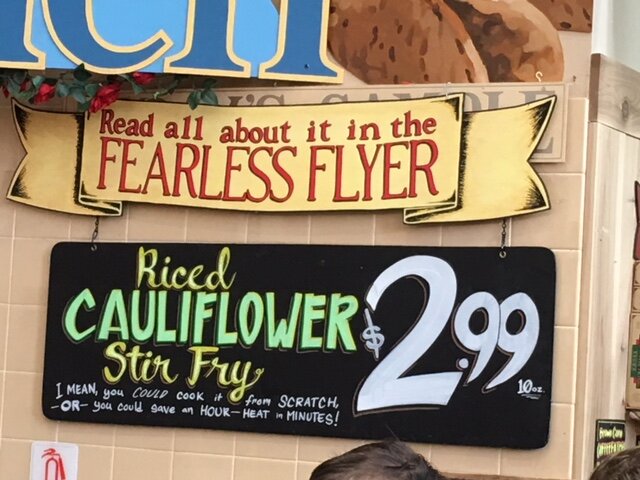 Read all about it in the
FEARLESS FLYER
Riced
CAULIFLOWER
Stir Fry
$2.99
10oz.
I MEAN, you COULD cook it from SCRATCH,
-OR- you could save an HOUR-HEAT in MINUTES!